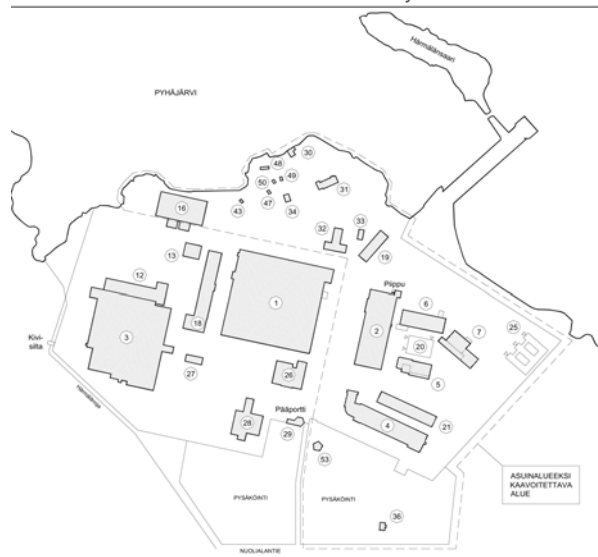 Härmälänsaari
PYHÄJÄRVI
30
48
50
49
31
47
43
34
16
33
32
19
13
12
1
Piippu
6
18
2
7
25
3
20
Kivi-
silta
27
26
5
21
Härmälänoja
Pääportti
28
29
4
53
ASUINALUEEKSI
KAAVOITETTAVA
ALUE
PYSÄKÖINTI
PYSÄKÖINTI
36
NUOLIALANTIE